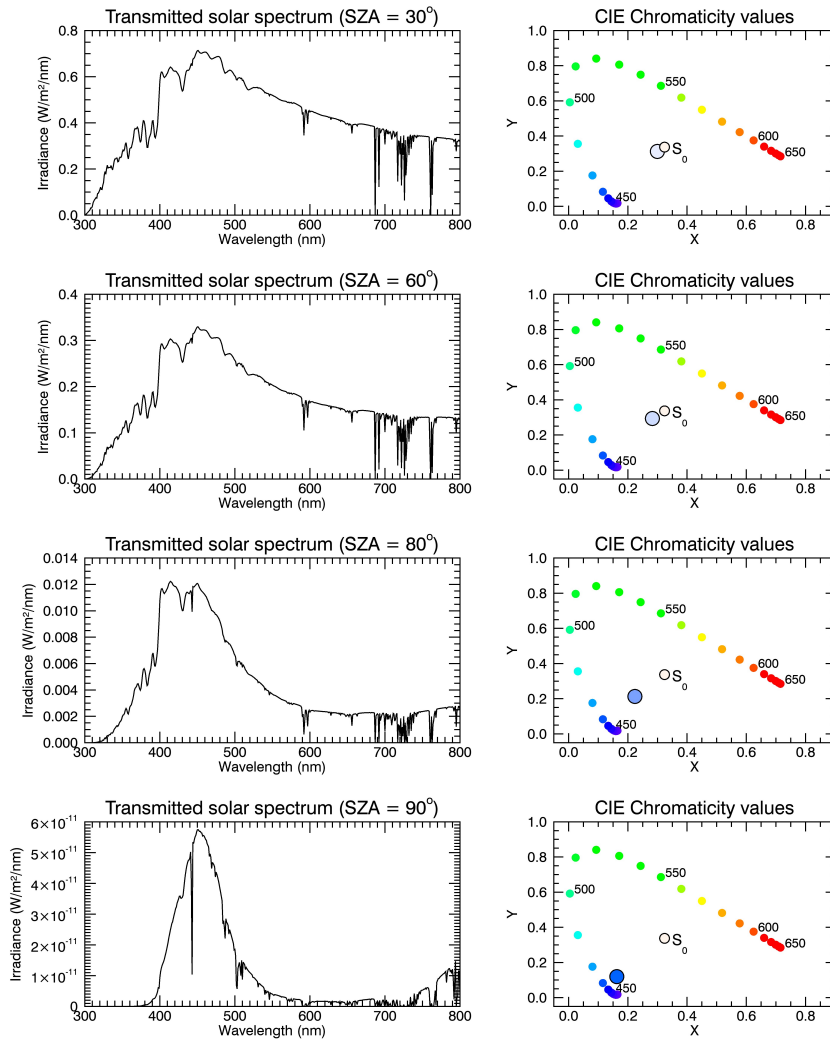 Transmitted solar spectrum (SZA = 30°)
Irradiance (W/m²/nm)
0.8
0.6
0.4
0.2
0.0
300 400 500 600 700 800
Wavelength (nm)
CIE Chromaticity values
Y
1.0
0.8
0.6
0.4
0.2
0.0
550
500
600
650
S₀
450
0.0 0.2 0.4 0.6 0.8
X
Transmitted solar spectrum (SZA = 60°)
Irradiance (W/m²/nm)
0.4
0.3
0.2
0.1
0.0
300 400 500 600 700 800
Wavelength (nm)
CIE Chromaticity values
Y
1.0
0.8
0.6
0.4
0.2
0.0
550
500
600
650
S₀
450
0.0 0.2 0.4 0.6 0.8
X
Transmitted solar spectrum (SZA = 80°)
Irradiance (W/m²/nm)
0.014
0.012
0.010
0.008
0.006
0.004
0.002
0.000
300 400 500 600 700 800
Wavelength (nm)
CIE Chromaticity values
Y
1.0
0.8
0.6
0.4
0.2
0.0
550
500
600
650
S₀
450
0.0 0.2 0.4 0.6 0.8
X
Transmitted solar spectrum (SZA = 90°)
Irradiance (W/m²/nm)
6×10⁻¹¹
5×10⁻¹¹
4×10⁻¹¹
3×10⁻¹¹
2×10⁻¹¹
1×10⁻¹¹
0
300 400 500 600 700 800
Wavelength (nm)
CIE Chromaticity values
Y
1.0
0.8
0.6
0.4
0.2
0.0
550
500
600
650
S₀
450
0.0 0.2 0.4 0.6 0.8
X